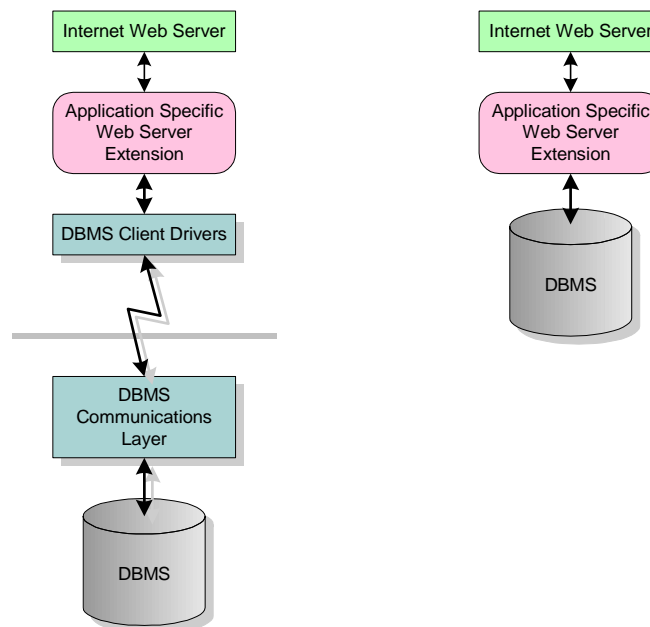 Internet Web Server
Application Specific
Web Server
Extension
DBMS Client Drivers
DBMS
Communications
Layer
DBMS
Internet Web Server
Application Specific
Web Server
Extension
DBMS